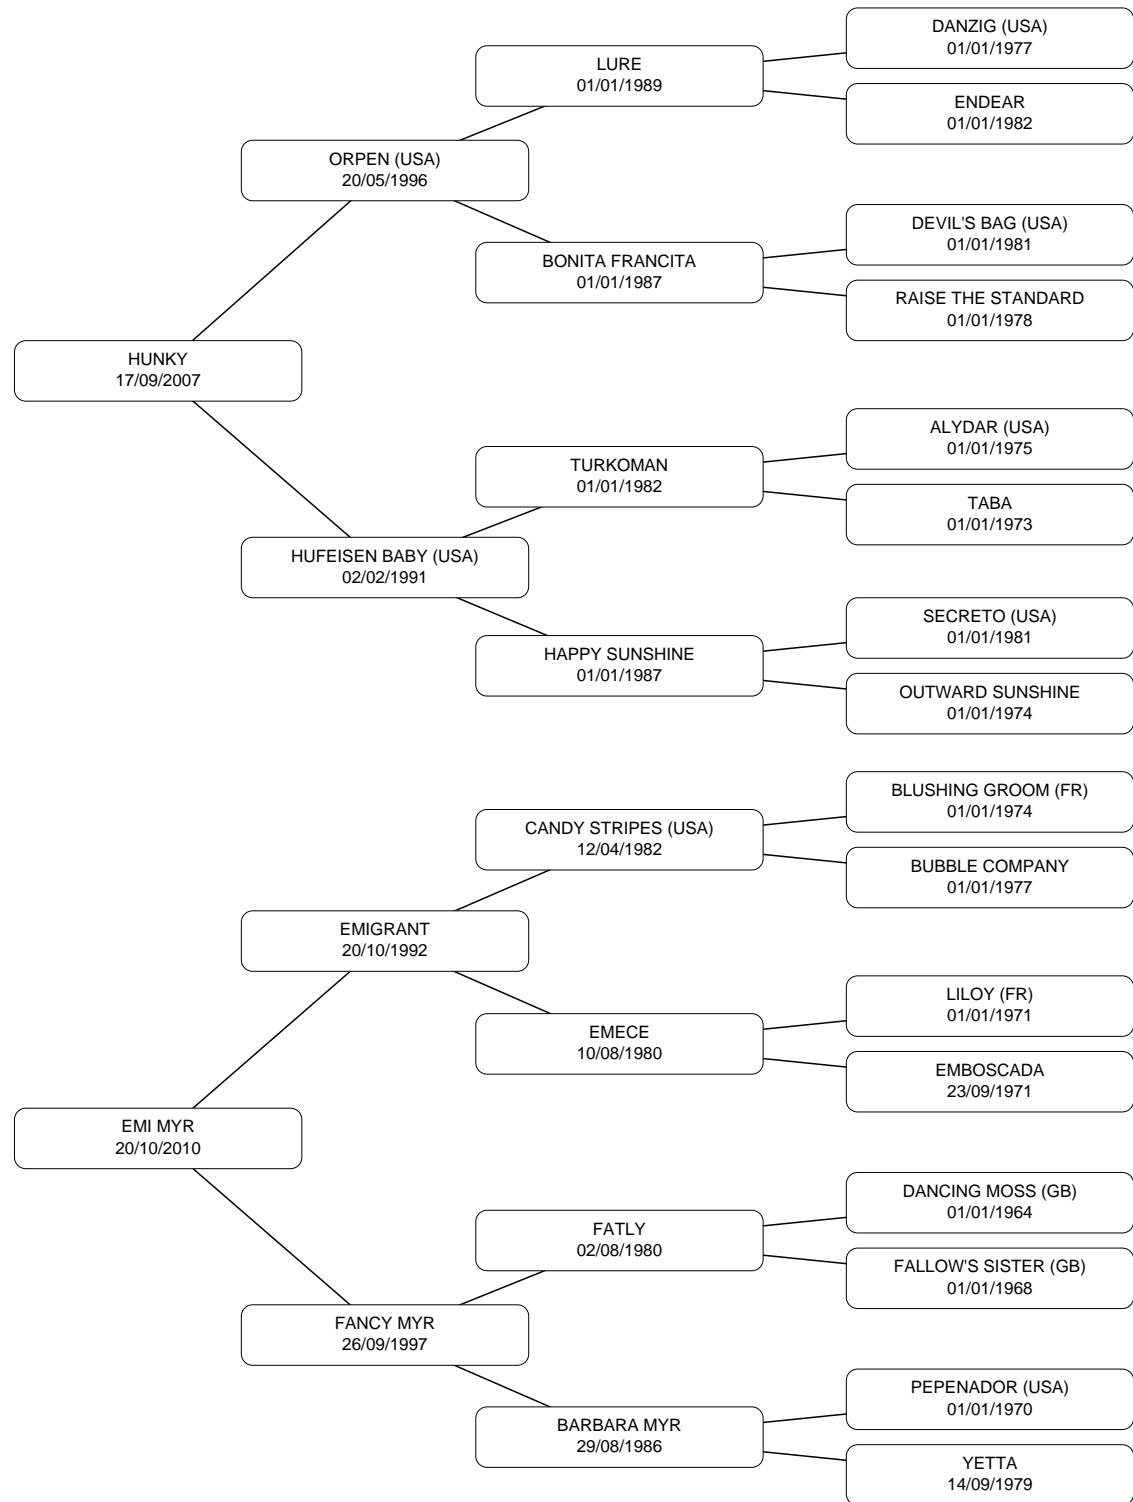 DANZIG (USA)
01/01/1977
LURE
01/01/1989
ENDEAR
01/01/1982
ORPEN (USA)
20/05/1996
DEVIL'S BAG (USA)
01/01/1981
BONITA FRANCITA
01/01/1987
RAISE THE STANDARD
01/01/1978
HUNKY
17/09/2007
ALYDAR (USA)
01/01/1975
TURKOMAN
01/01/1982
TABA
01/01/1973
HUFEISEN BABY (USA)
02/02/1991
SECRETO (USA)
01/01/1981
HAPPY SUNSHINE
01/01/1987
OUTWARD SUNSHINE
01/01/1974
BLUSHING GROOM (FR)
01/01/1974
CANDY STRIPES (USA)
12/04/1982
BUBBLE COMPANY
01/01/1977
EMIGRANT
20/10/1992
LILOY (FR)
01/01/1971
EMECE
10/08/1980
EMBOSCADA
23/09/1971
EMI MYR
20/10/2010
DANCING MOSS (GB)
01/01/1964
FATLY
02/08/1980
FALLOW'S SISTER (GB)
01/01/1968
FANCY MYR
26/09/1997
PEPENADOR (USA)
01/01/1970
BARBARA MYR
29/08/1986
YETTA
14/09/1979